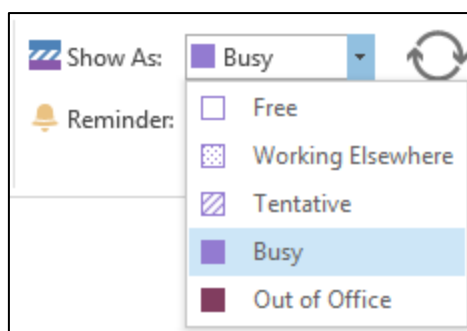 Show As: Busy
Reminder:
Free
Working Elsewhere
Tentative
Busy
Out of Office